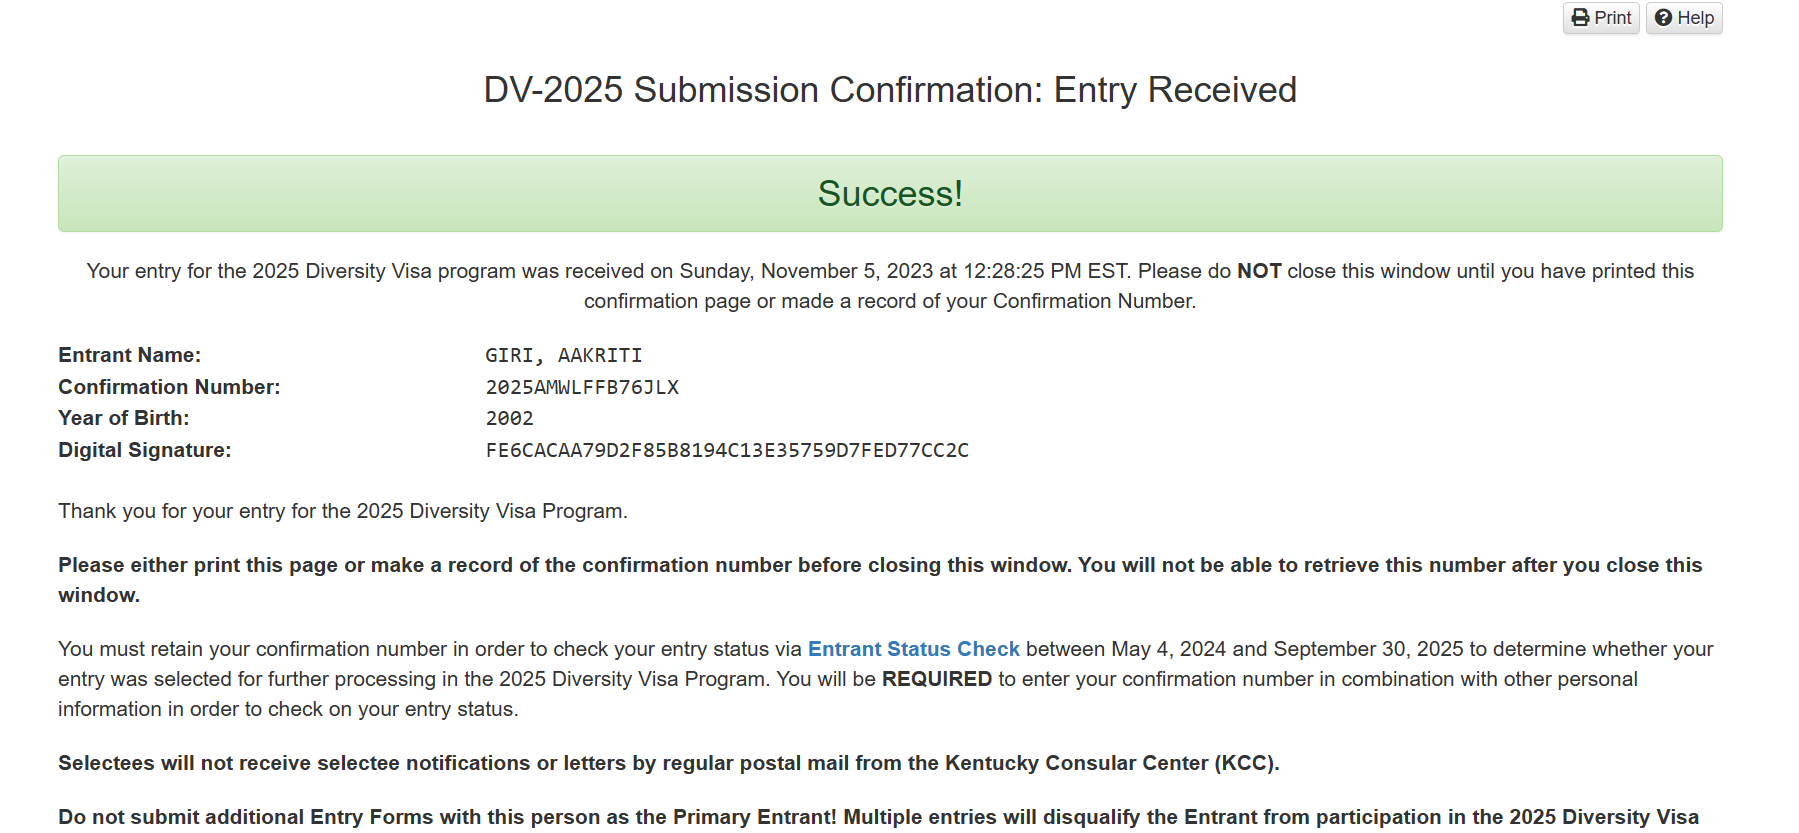 Print Help
DV-2025 Submission Confirmation: Entry Received
Success!
Your entry for the 2025 Diversity Visa program was received on Sunday, November 5, 2023 at 12:28:25 PM EST. Please do NOT close this window until you have printed this
confirmation page or made a record of your Confirmation Number.
Entrant Name: GIRI, AAKRITI
Confirmation Number: 2025AMWLFFB76JLX
Year of Birth: 2002
Digital Signature: FE6CACAA79D2F85B8194C13E35759D7FED77CC2C
Thank you for your entry for the 2025 Diversity Visa Program.
Please either print this page or make a record of the confirmation number before closing this window. You will not be able to retrieve this number after you close this
window.
You must retain your confirmation number in order to check your entry status via Entrant Status Check between May 4, 2024 and September 30, 2025 to determine whether your
entry was selected for further processing in the 2025 Diversity Visa Program. You will be REQUIRED to enter your confirmation number in combination with other personal
information in order to check on your entry status.
Selectees will not receive selectee notifications or letters by regular postal mail from the Kentucky Consular Center (KCC).
Do not submit additional Entry Forms with this person as the Primary Entrant! Multiple entries will disqualify the Entrant from participation in the 2025 Diversity Visa